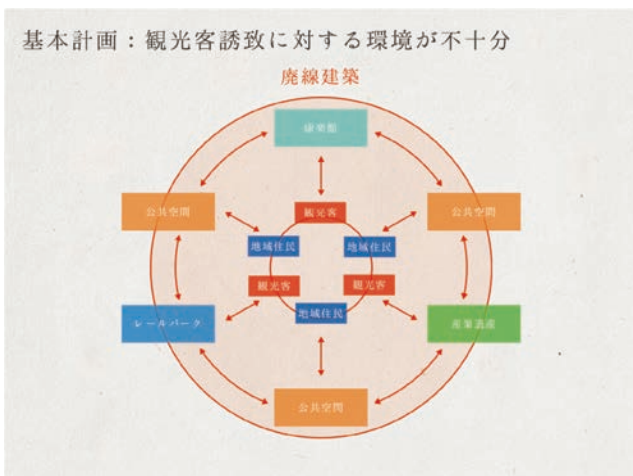 基本計画：観光客誘致に対する環境が不十分
廃線建築
康楽館
観光客
公共空間
公共空間
地域住民
地域住民
観光客
観光客
地域住民
レールパーク
産業遺産
公共空間